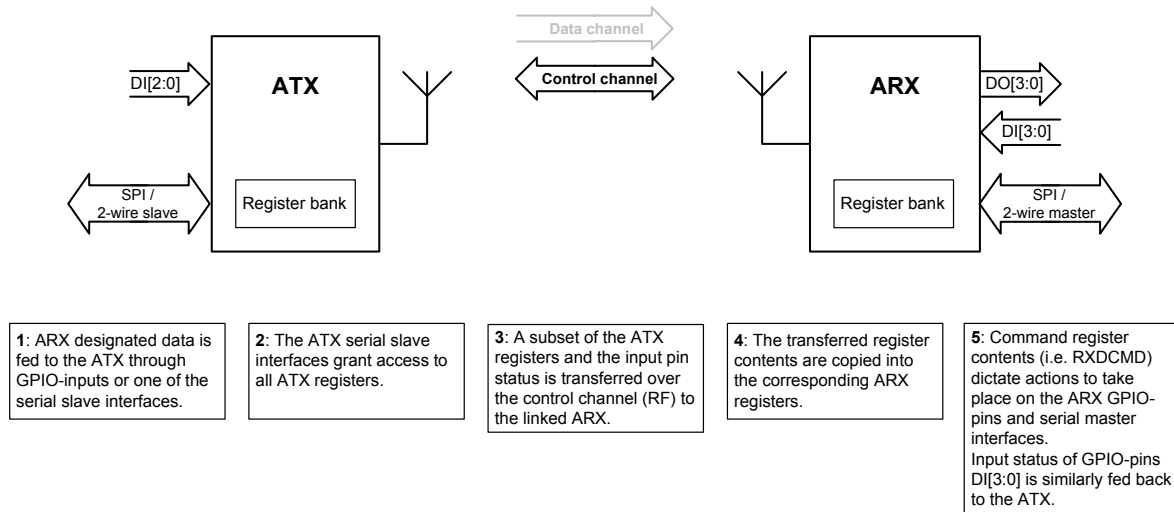 Data channel
Control channel
DI[2:0]
ATX
ARX
DO[3:0]
DI[3:0]
SPI /
2-wire slave
Register bank
Register bank
SPI /
2-wire master
1: ARX designated data is
fed to the ATX through
GPIO-inputs or one of the
serial slave interfaces.
2: The ATX serial slave
interfaces grant access to
all ATX registers.
3: A subset of the ATX
registers and the input pin
status is transferred over
the control channel (RF) to
the linked ARX.
4: The transferred register
contents are copied into
the corresponding ARX
registers.
5: Command register
contents (i.e. RXDCMD)
dictate actions to take
place on the ARX GPIO-
pins and serial master
interfaces.
Input status of GPIO-pins
DI[3:0] is similarly fed back
to the ATX.